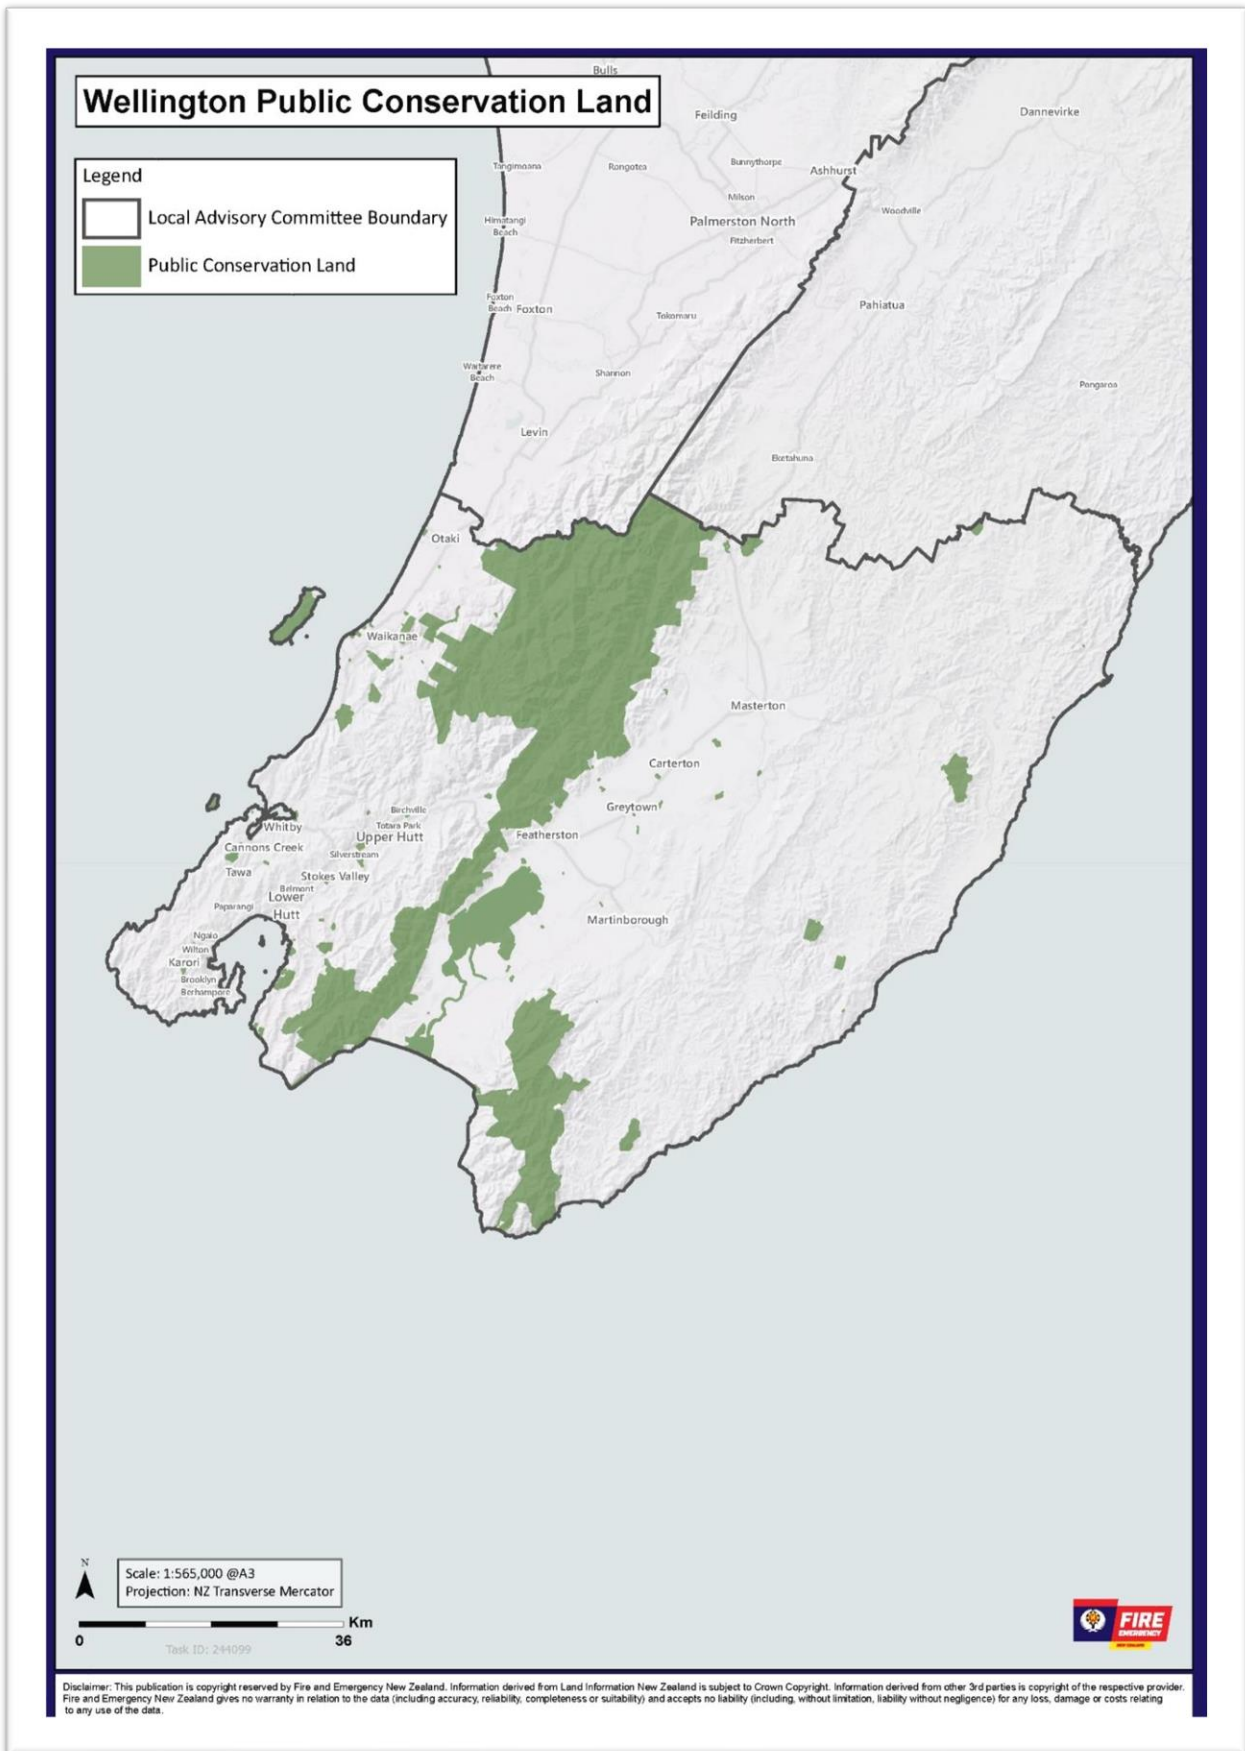 Bulls
Wellington Public Conservation Land
Feilding
Dannevirke
Legend
Local Advisory Committee Boundary
Public Conservation Land
Tangimoana
Rongotea
Bunnythorpe
Ashhurst
Milson
Palmerston North
Fitzherbert
Woodville
Himatangi
Beach
Foxton
Beach
Foxton
Tokomaru
Pahiatua
Waitarere
Beach
Shannon
Pongaroa
Levin
Eketahuna
Otaki
Waikanae
Masterton
Carterton
Greytown
Birchville
Totara Park
Upper Hutt
Featherston
Whitby
Cannons Creek
Silverstream
Tawa
Stokes Valley
Belmont
Lower
Hutt
Paparangi
Martinborough
Ngaio
Wilton
Karori
Brooklyn
Berhampore
N
Scale: 1:565,000 @A3
Projection: NZ Transverse Mercator
Km
0
36
Task ID: 244099
FIRE
EMERGENCY
NEW ZEALAND
Disclaimer: This publication is copyright reserved by Fire and Emergency New Zealand. Information derived from Land Information New Zealand is subject to Crown Copyright. Information derived from other 3rd parties is copyright of the respective provider.
Fire and Emergency New Zealand gives no warranty in relation to the data (including accuracy, reliability, completeness or suitability) and accepts no liability (including, without limitation, liability without negligence) for any loss, damage or costs relating
to any use of the data.